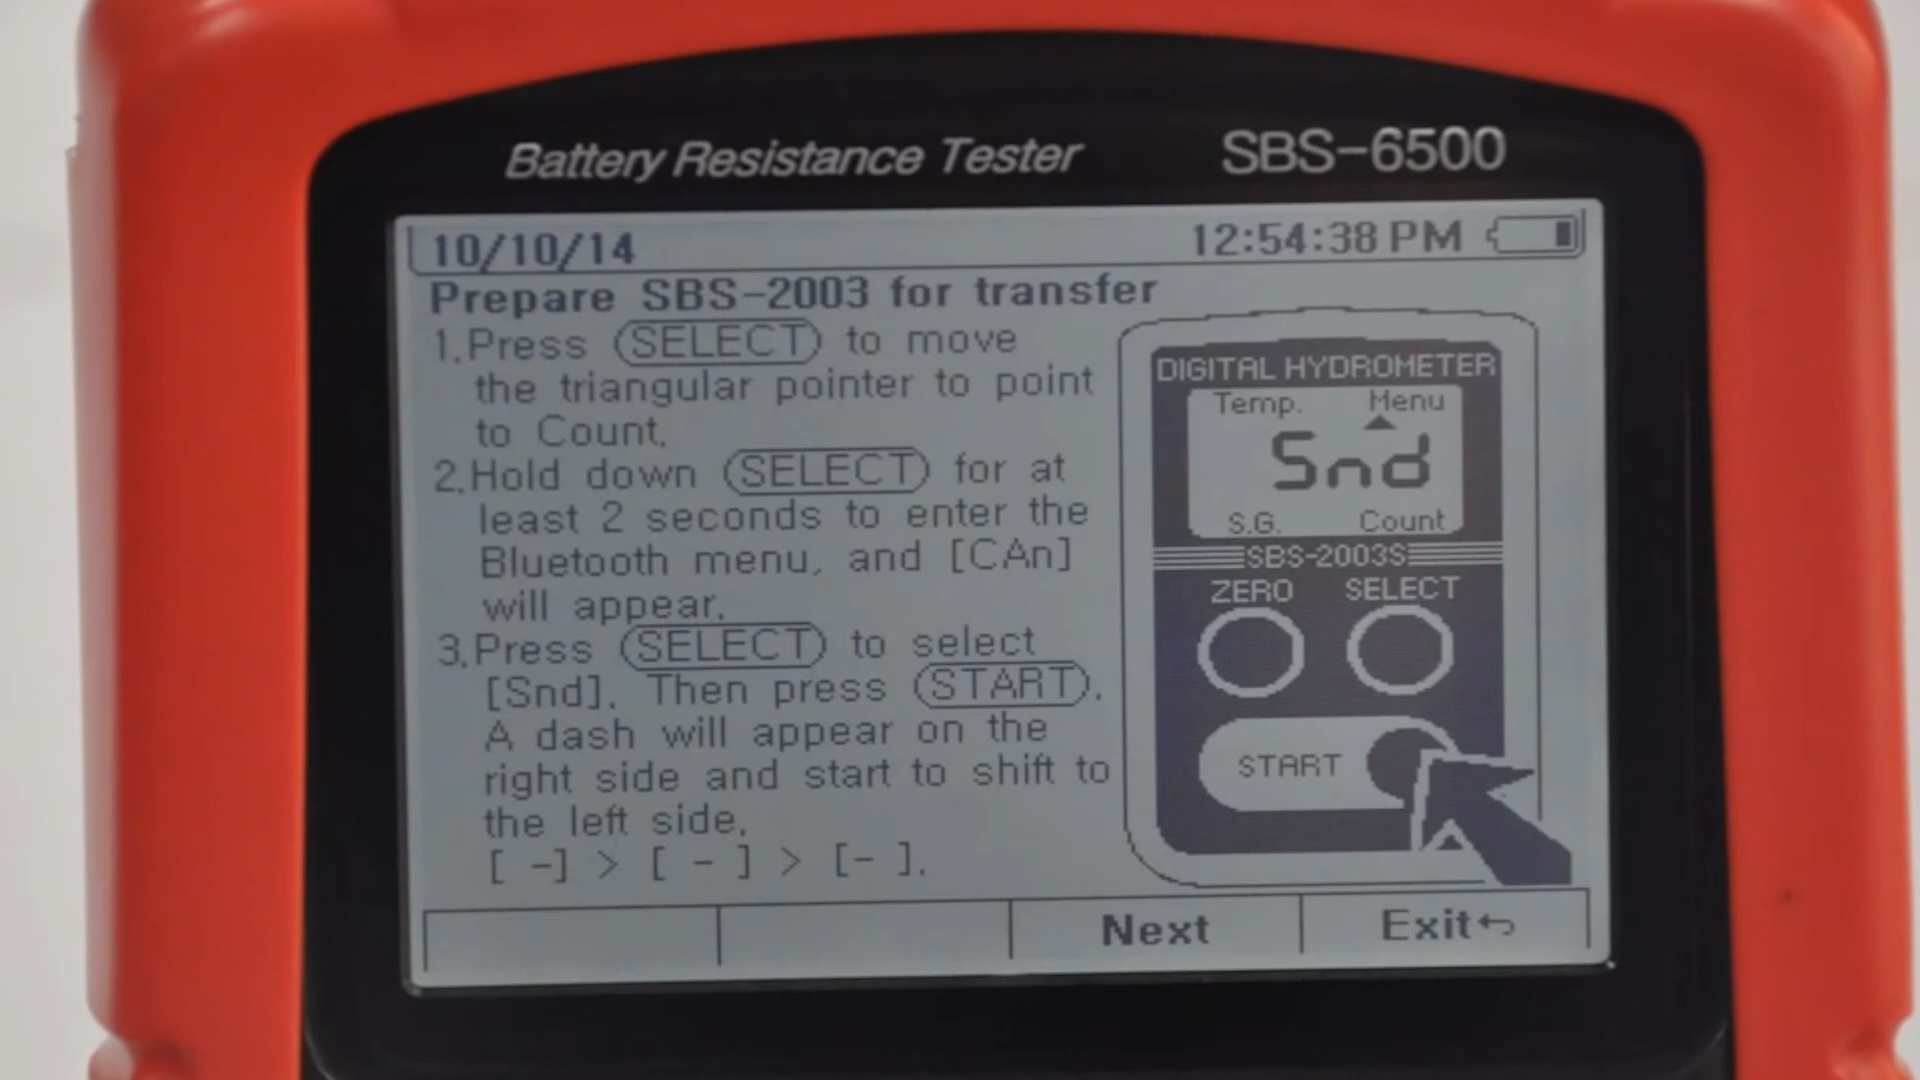 Battery Resistance Tester SBS-6500
10/10/14 12:54:38 PM
Prepare SBS-2003 for transfer
1.Press SELECT to move
the triangular pointer to point
to Count.
2.Hold down SELECT for at
least 2 seconds to enter the
Bluetooth menu, and [CAn]
will appear.
3.Press SELECT to select
[Snd]. Then press START.
A dash will appear on the
right side and start to shift to
the left side.
[ -] > [ - ] > [- ].
DIGITAL HYDROMETER
Temp. Menu
Snd
S.G. Count
SBS-2003S
ZERO SELECT
START
Next Exit